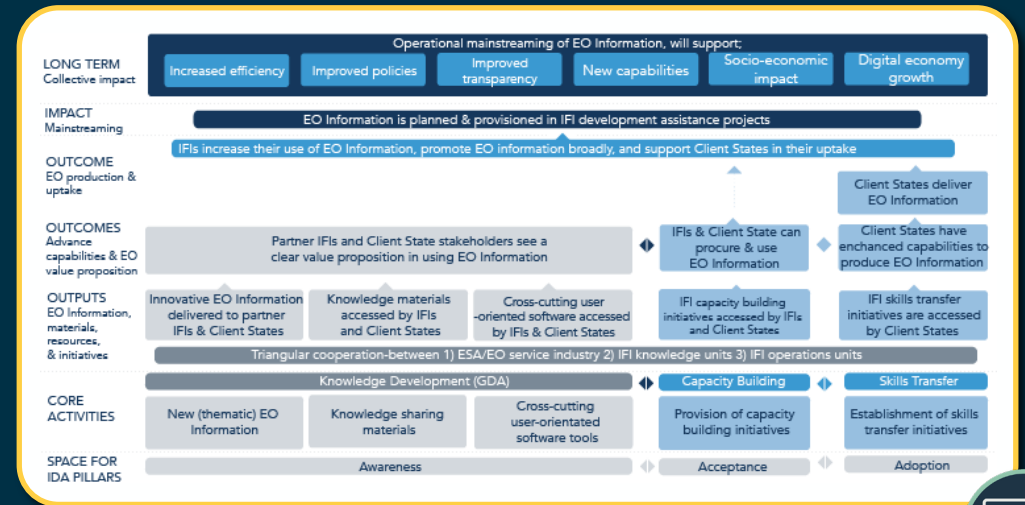 Operational mainstreaming of EO Information, will support;
LONG TERM
Collective impact
Increased efficiency
Improved policies
Improved
transparency
New capabilities
Socio-economic
impact
Digital economy
growth
IMPACT
Mainstreaming
EO Information is planned & provisioned in IFI development assistance projects
IFIs increase their use of EO Information, promote EO information broadly, and support Client States in their uptake
OUTCOME
EO production &
uptake
Client States deliver
EO Information
OUTCOMES
Advance
capabilities & EO
value proposition
Partner IFIs and Client State stakeholders see a
clear value proposition in using EO Information
IFIs & Client State can
procure & use
EO Information
Client States have
enchanced capabilities to
produce EO Information
OUTPUTS
EO Information,
materials,
resources,
& initiatives
Innovative EO Information
delivered to partner
IFIs & Client States
Knowledge materials
accessed by IFIs
and Client States
Cross-cutting user
-oriented software accessed
by IFIs & Client States
IFI capacity building
initiatives accessed by IFIs
and Client States
IFI skills transfer
initiatives are accessed
by Client States
Triangular cooperation-between 1) ESA/EO service industry 2) IFI knowledge units 3) IFI operations units
CORE
ACTIVITIES
Knowledge Development (GDA)
Capacity Building
Skills Transfer
New (thematic) EO
Information
Knowledge sharing
materials
Cross-cutting
user-orientated
software tools
Provision of capacity
building initiatives
Establishment of skills
transfer initiatives
SPACE FOR
IDA PILLARS
Awareness
Acceptance
Adoption